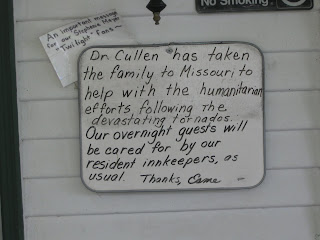 No Smoking
An important message
for our Stephenie Meyer
"Twilight" fans~
Dr. Cullen has taken
the family to Missouri to
help with the humanitarian
efforts following the
devastating tornados.
Our overnight guests will
be cared for by our
resident innkeepers, as
usual. Thanks, Esme